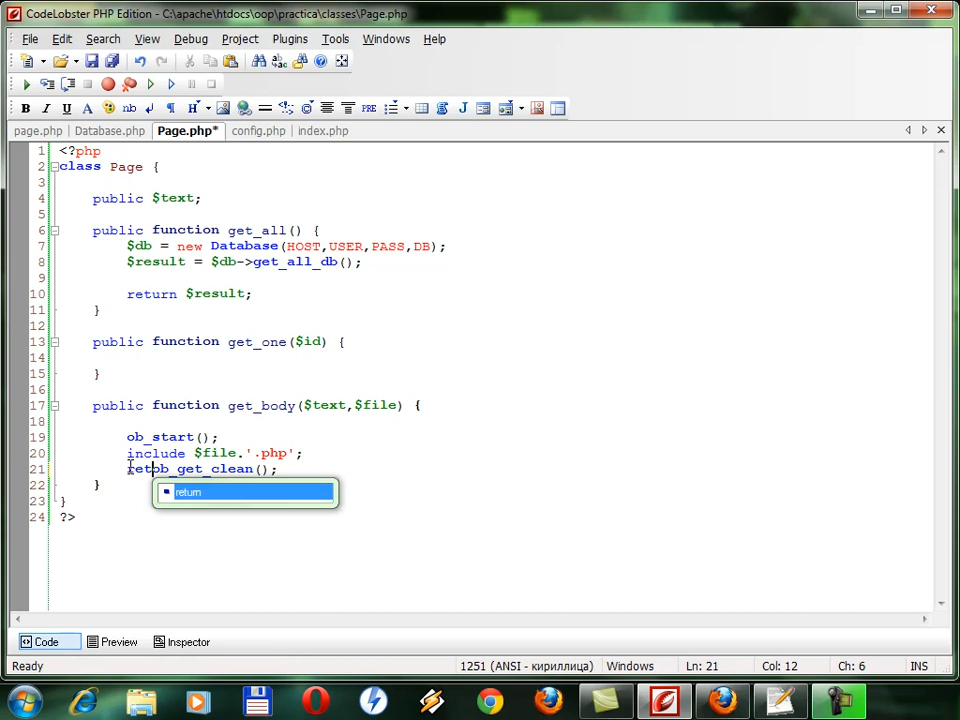 CodeLobster PHP Edition - C:\apache\htdocs\oop\practica\classes\Page.php
File Edit Search View Debug Project Plugins Tools Windows Help
B I U A nb ¶ H PRE J
page.php Database.php Page.php* config.php index.php
1 <?php
2 class Page {
3
4 public $text;
5
6 public function get_all() {
7 $db = new Database(HOST,USER,PASS,DB);
8 $result = $db->get_all_db();
9
10 return $result;
11 }
12
13 public function get_one($id) {
14
15 }
16
17 public function get_body($text,$file) {
18
19 ob_start();
20 include $file.'.php';
21 retob_get_clean();
return
22 }
23 }
24 ?>
Code Preview Inspector
Ready 1251 (ANSI - кириллица) Windows Ln: 21 Col: 12 Ch: 6 INS